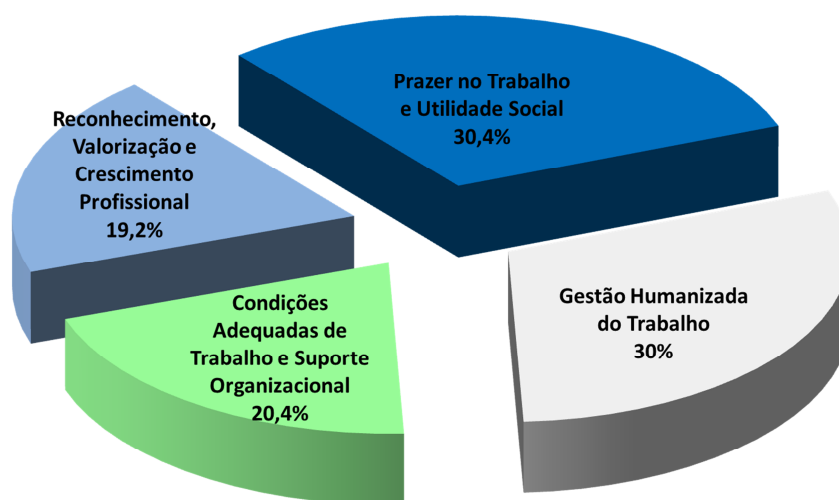 Prazer no Trabalho
e Utilidade Social
30,4%
Reconhecimento,
Valorização e
Crescimento
Profissional
19,2%
Gestão Humanizada
do Trabalho
30%
Condições
Adequadas de
Trabalho e Suporte
Organizacional
20,4%